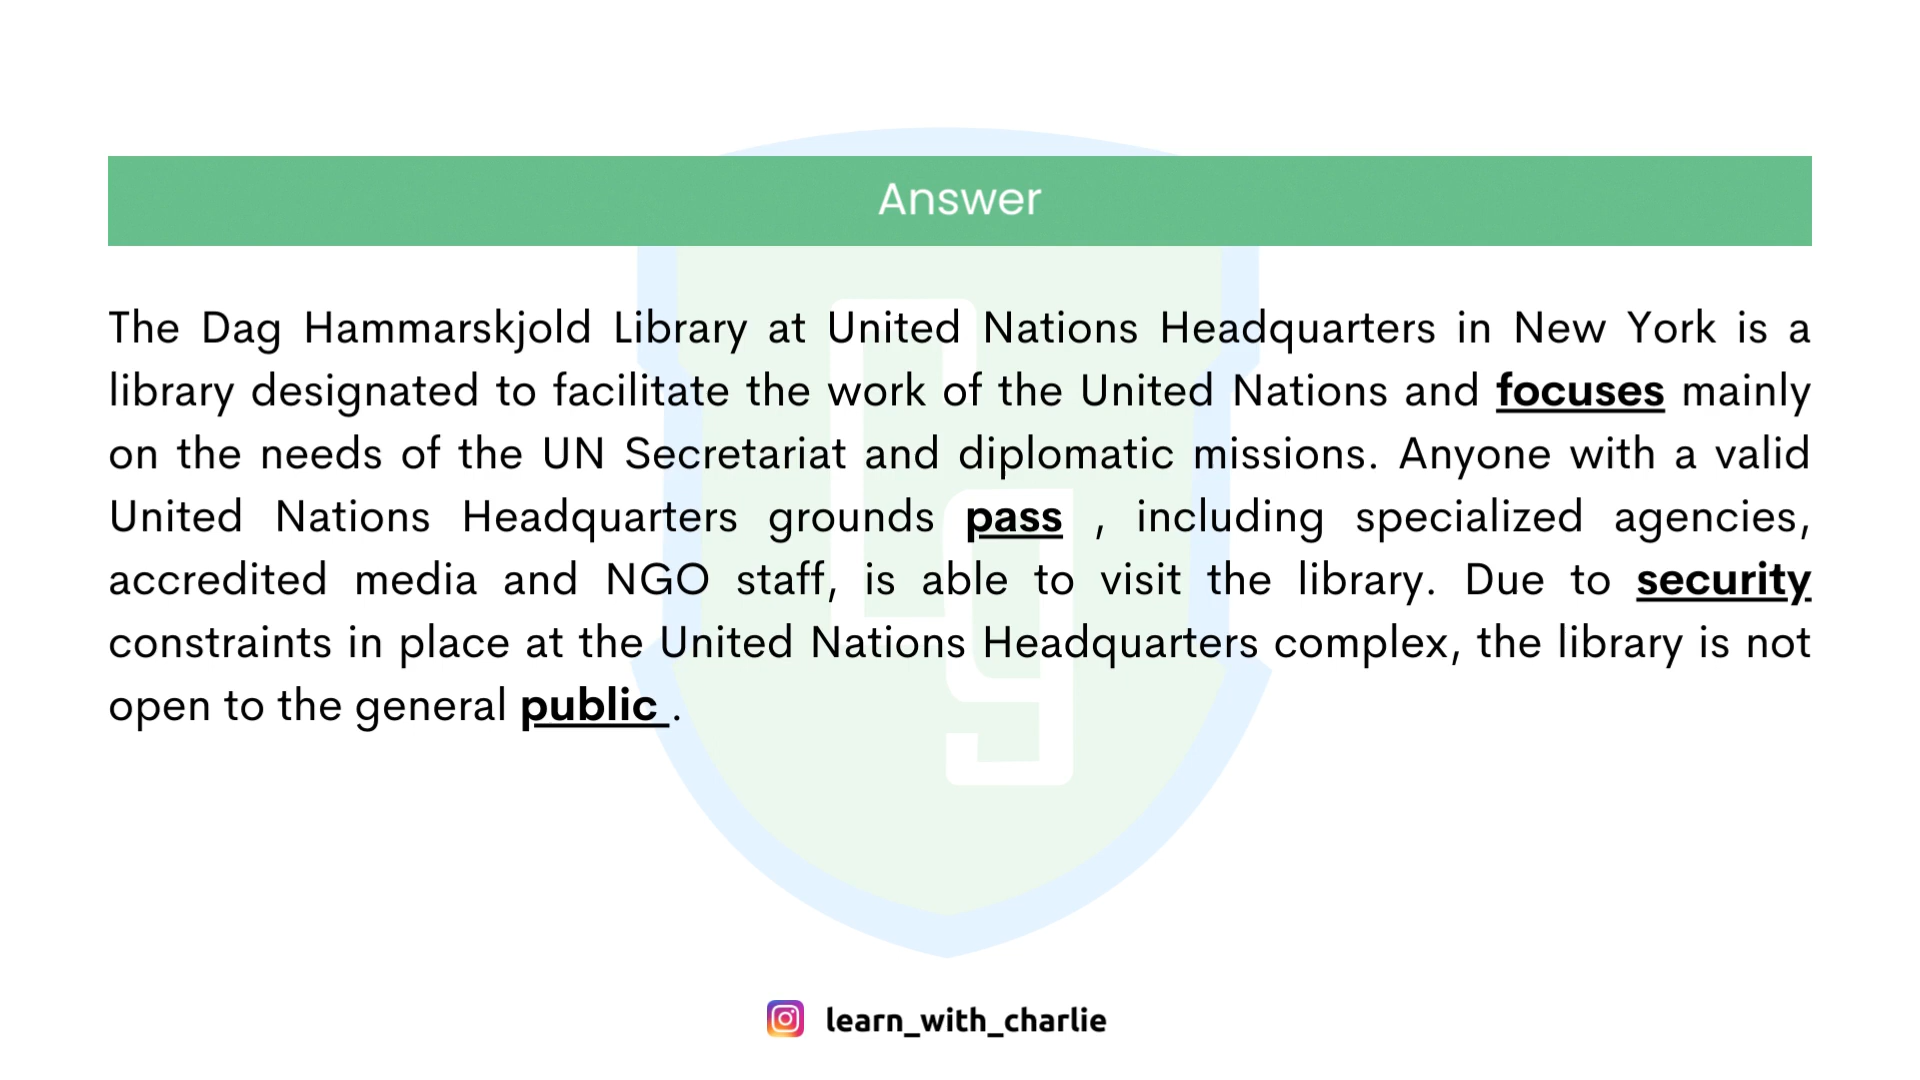 Answer
The Dag Hammarskjold Library at United Nations Headquarters in New York is a
library designated to facilitate the work of the United Nations and focuses mainly
on the needs of the UN Secretariat and diplomatic missions. Anyone with a valid
United Nations Headquarters grounds pass , including specialized agencies,
accredited media and NGO staff, is able to visit the library. Due to security
constraints in place at the United Nations Headquarters complex, the library is not
open to the general public .
learn_with_charlie